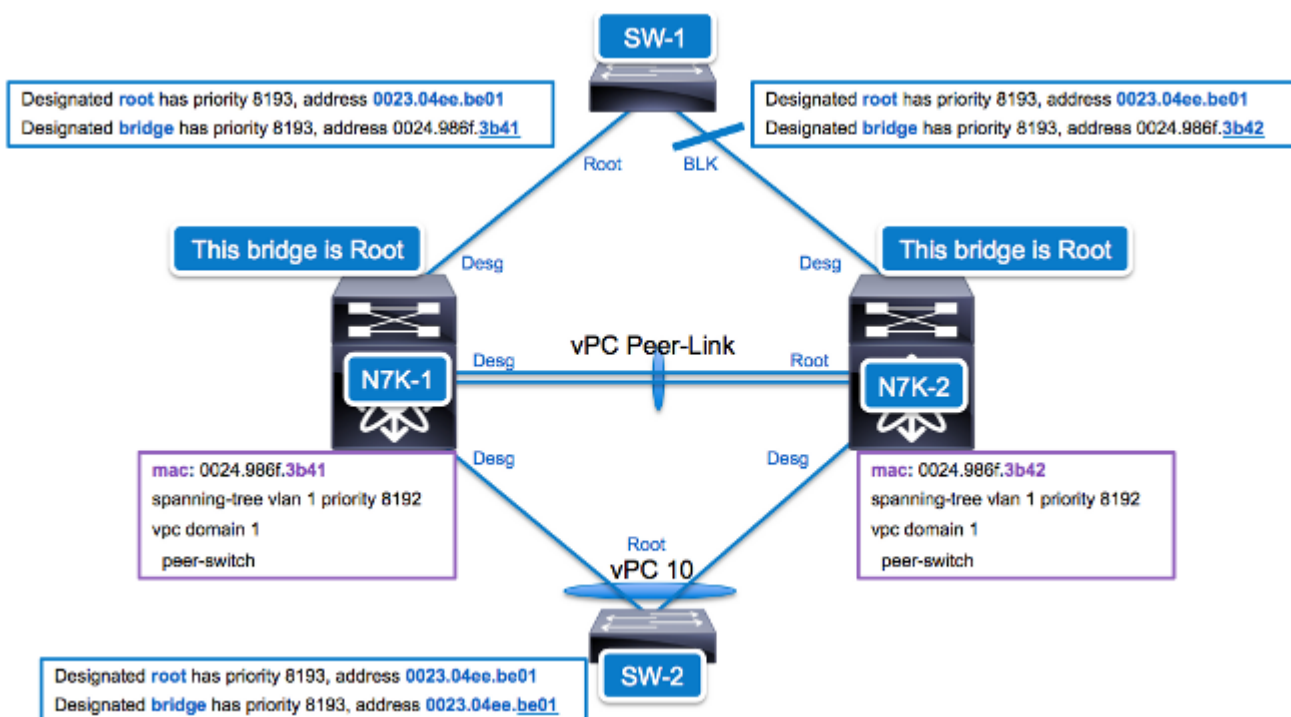 SW-1
Designated root has priority 8193, address 0023.04ee.be01
Designated bridge has priority 8193, address 0024.986f.3b41
Designated root has priority 8193, address 0023.04ee.be01
Designated bridge has priority 8193, address 0024.986f.3b42
Root
BLK
This bridge is Root
This bridge is Root
Desg
Desg
vPC Peer-Link
Desg
Root
N7K-1
N7K-2
Desg
Desg
mac: 0024.986f.3b41
spanning-tree vlan 1 priority 8192
vpc domain 1
peer-switch
mac: 0024.986f.3b42
spanning-tree vlan 1 priority 8192
vpc domain 1
peer-switch
Root
vPC 10
SW-2
Designated root has priority 8193, address 0023.04ee.be01
Designated bridge has priority 8193, address 0023.04ee.be01